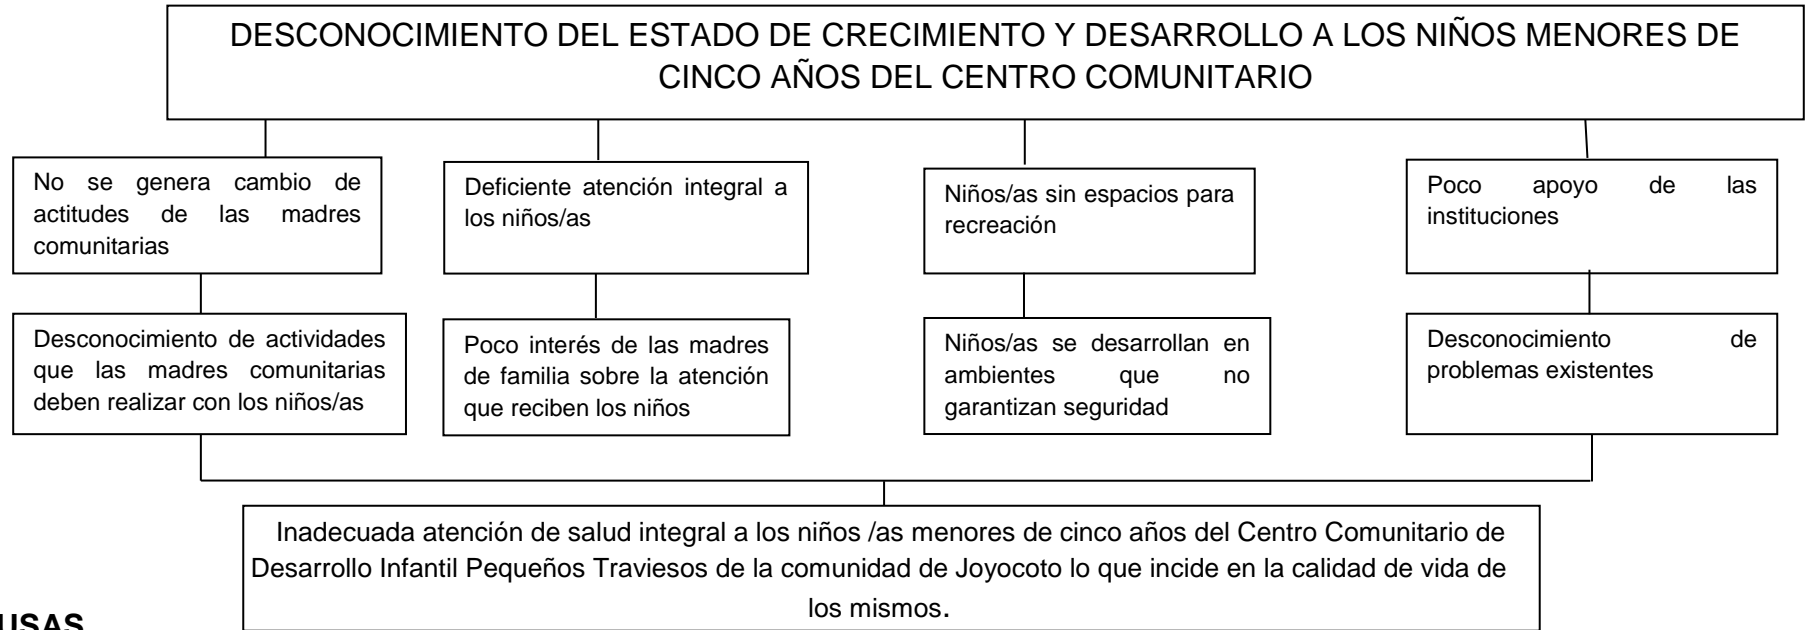 DESCONOCIMIENTO DEL ESTADO DE CRECIMIENTO Y DESARROLLO A LOS NIÑOS MENORES DE
CINCO AÑOS DEL CENTRO COMUNITARIO
No se genera cambio de
actitudes de las madres
comunitarias
Deficiente atención integral a
los niños/as
Niños/as sin espacios para
recreación
Poco apoyo de las
instituciones
Desconocimiento de actividades
que las madres comunitarias
deben realizar con los niños/as
Poco interés de las madres
de familia sobre la atención
que reciben los niños
Niños/as se desarrollan en
ambientes que no
garantizan seguridad
Desconocimiento de
problemas existentes
Inadecuada atención de salud integral a los niños /as menores de cinco años del Centro Comunitario de
Desarrollo Infantil Pequeños Traviesos de la comunidad de Joyocoto lo que incide en la calidad de vida de
los mismos.
USAS